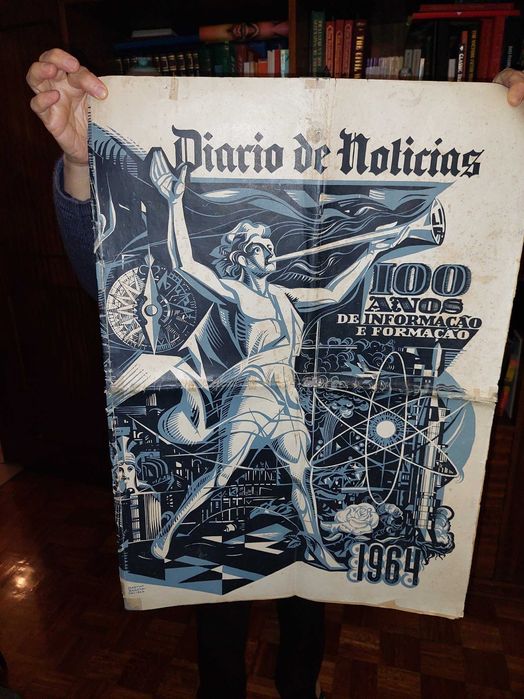 Diario de Noticias
100
ANOS
DE INFORMAÇÃO
E FORMAÇÃO
1964